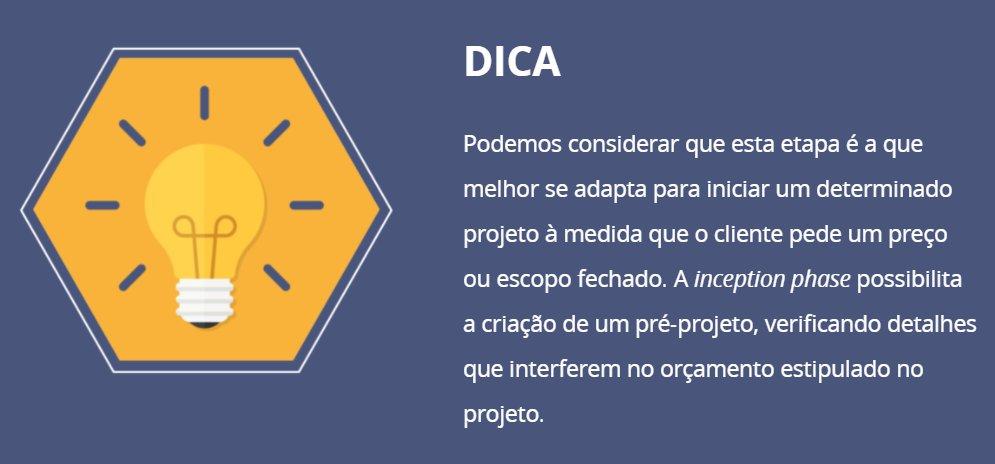 DICA
Podemos considerar que esta etapa é a que
melhor se adapta para iniciar um determinado
projeto à medida que o cliente pede um preço
ou escopo fechado. A inception phase possibilita
a criação de um pré-projeto, verificando detalhes
que interferem no orçamento estipulado no
projeto.